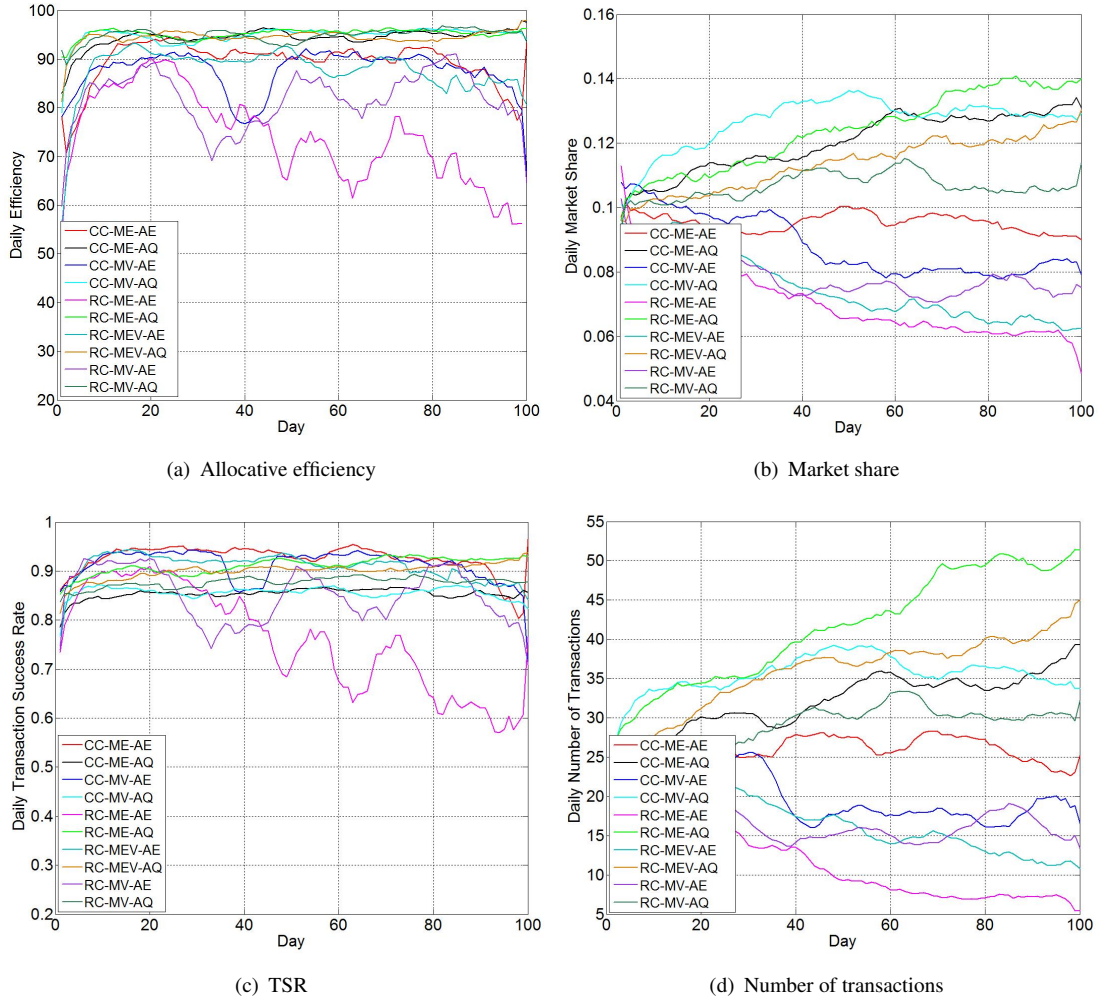 100
90
80
70
60
50
40
30
20
0
20
40
60
80
100
Daily Efficiency
Day
CC-ME-AE
CC-ME-AQ
CC-MV-AE
CC-MV-AQ
RC-ME-AE
RC-ME-AQ
RC-MEV-AE
RC-MEV-AQ
RC-MV-AE
RC-MV-AQ
(a) Allocative efficiency
0.16
0.14
0.12
0.1
0.08
0.06
0.04
0
20
40
60
80
100
Daily Market Share
Day
CC-ME-AE
CC-ME-AQ
CC-MV-AE
CC-MV-AQ
RC-ME-AE
RC-ME-AQ
RC-MEV-AE
RC-MEV-AQ
RC-MV-AE
RC-MV-AQ
(b) Market share
1
0.9
0.8
0.7
0.6
0.5
0.4
0.3
0.2
0
20
40
60
80
100
Daily Transaction Success Rate
Day
CC-ME-AE
CC-ME-AQ
CC-MV-AE
CC-MV-AQ
RC-ME-AE
RC-ME-AQ
RC-MEV-AE
RC-MEV-AQ
RC-MV-AE
RC-MV-AQ
(c) TSR
55
50
45
40
35
30
25
20
15
10
5
0
20
40
60
80
100
Daily Number of Transactions
Day
CC-ME-AE
CC-ME-AQ
CC-MV-AE
CC-MV-AQ
RC-ME-AE
RC-ME-AQ
RC-MEV-AE
RC-MEV-AQ
RC-MV-AE
RC-MV-AQ
(d) Number of transactions